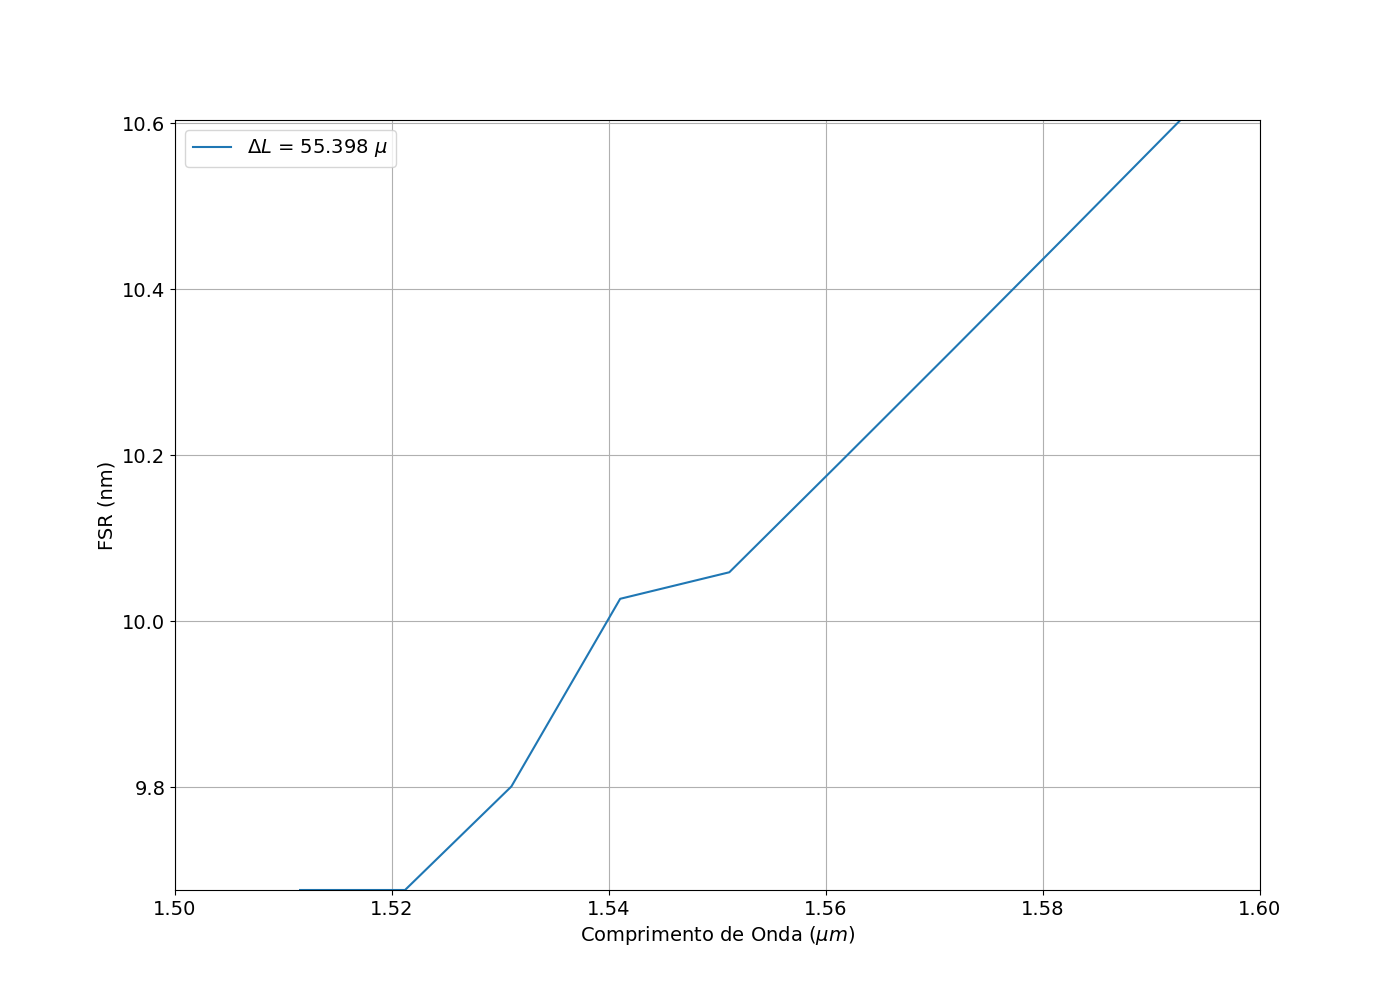 10.6
10.4
10.2
10.0
9.8
FSR (nm)
ΔL = 55.398 μ
1.50 1.52 1.54 1.56 1.58 1.60
Comprimento de Onda (μm)